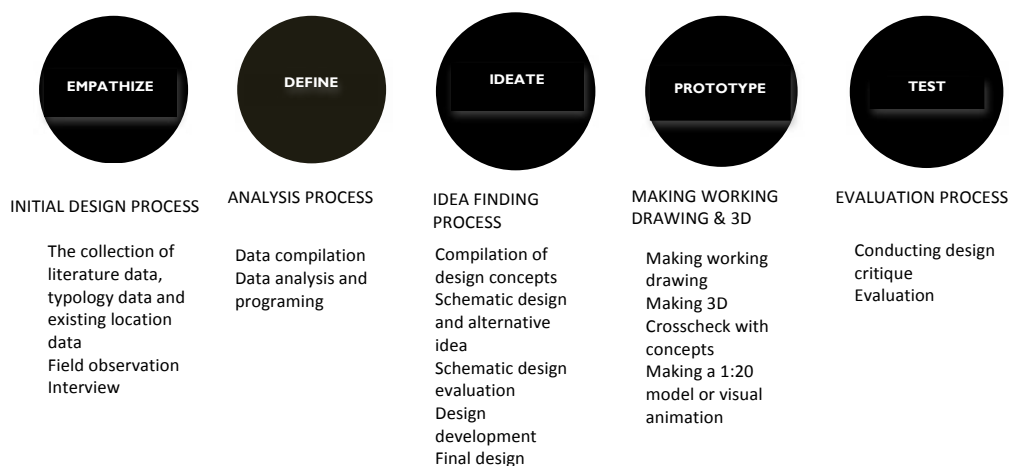 EMPATHIZE
DEFINE
IDEATE
PROTOTYPE
TEST
INITIAL DESIGN PROCESS
The collection of
literature data,
typology data and
existing location
data
Field observation
Interview
ANALYSIS PROCESS
Data compilation
Data analysis and
programing
IDEA FINDING
PROCESS
Compilation of
design concepts
Schematic design
and alternative
idea
Schematic design
evaluation
Design
development
Final design
MAKING WORKING
DRAWING & 3D
Making working
drawing
Making 3D
Crosscheck with
concepts
Making a 1:20
model or visual
animation
EVALUATION PROCESS
Conducting design
critique
Evaluation